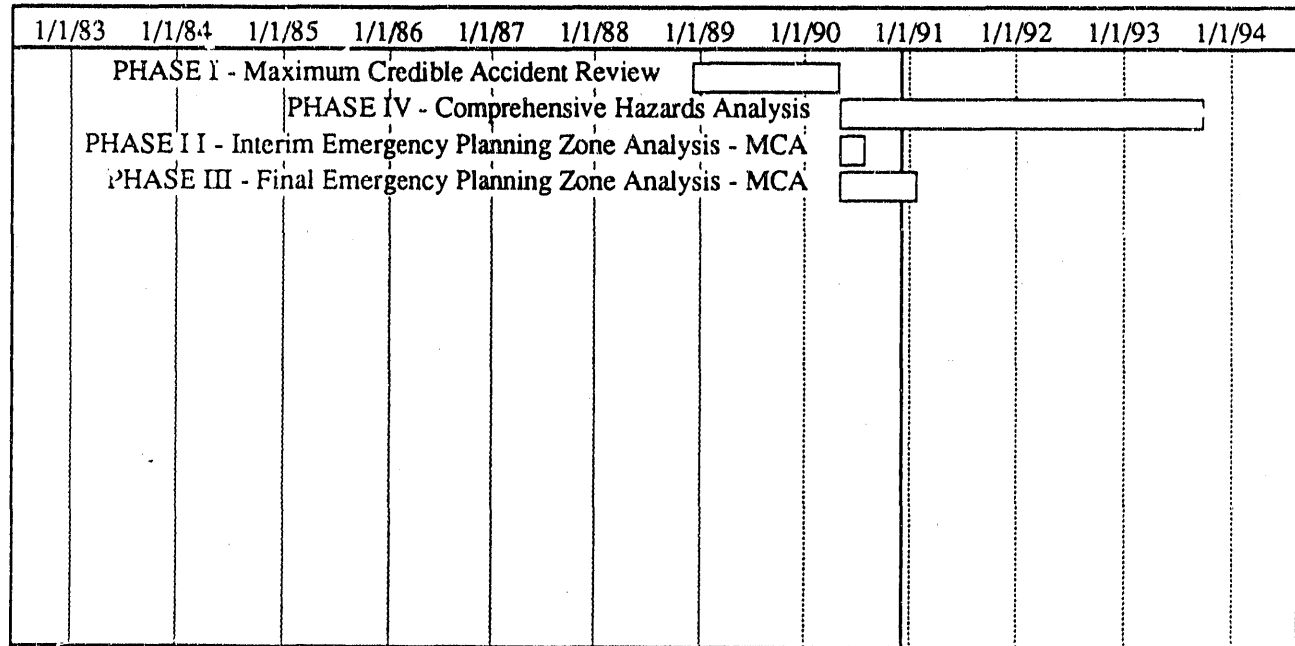 1/1/83 1/1/84 1/1/85 1/1/86 1/1/87 1/1/88 1/1/89 1/1/90 1/1/91 1/1/92 1/1/93 1/1/94
PHASE I - Maximum Credible Accident Review
PHASE IV - Comprehensive Hazards Analysis
PHASE II - Interim Emergency Planning Zone Analysis - MCA
PHASE III - Final Emergency Planning Zone Analysis - MCA